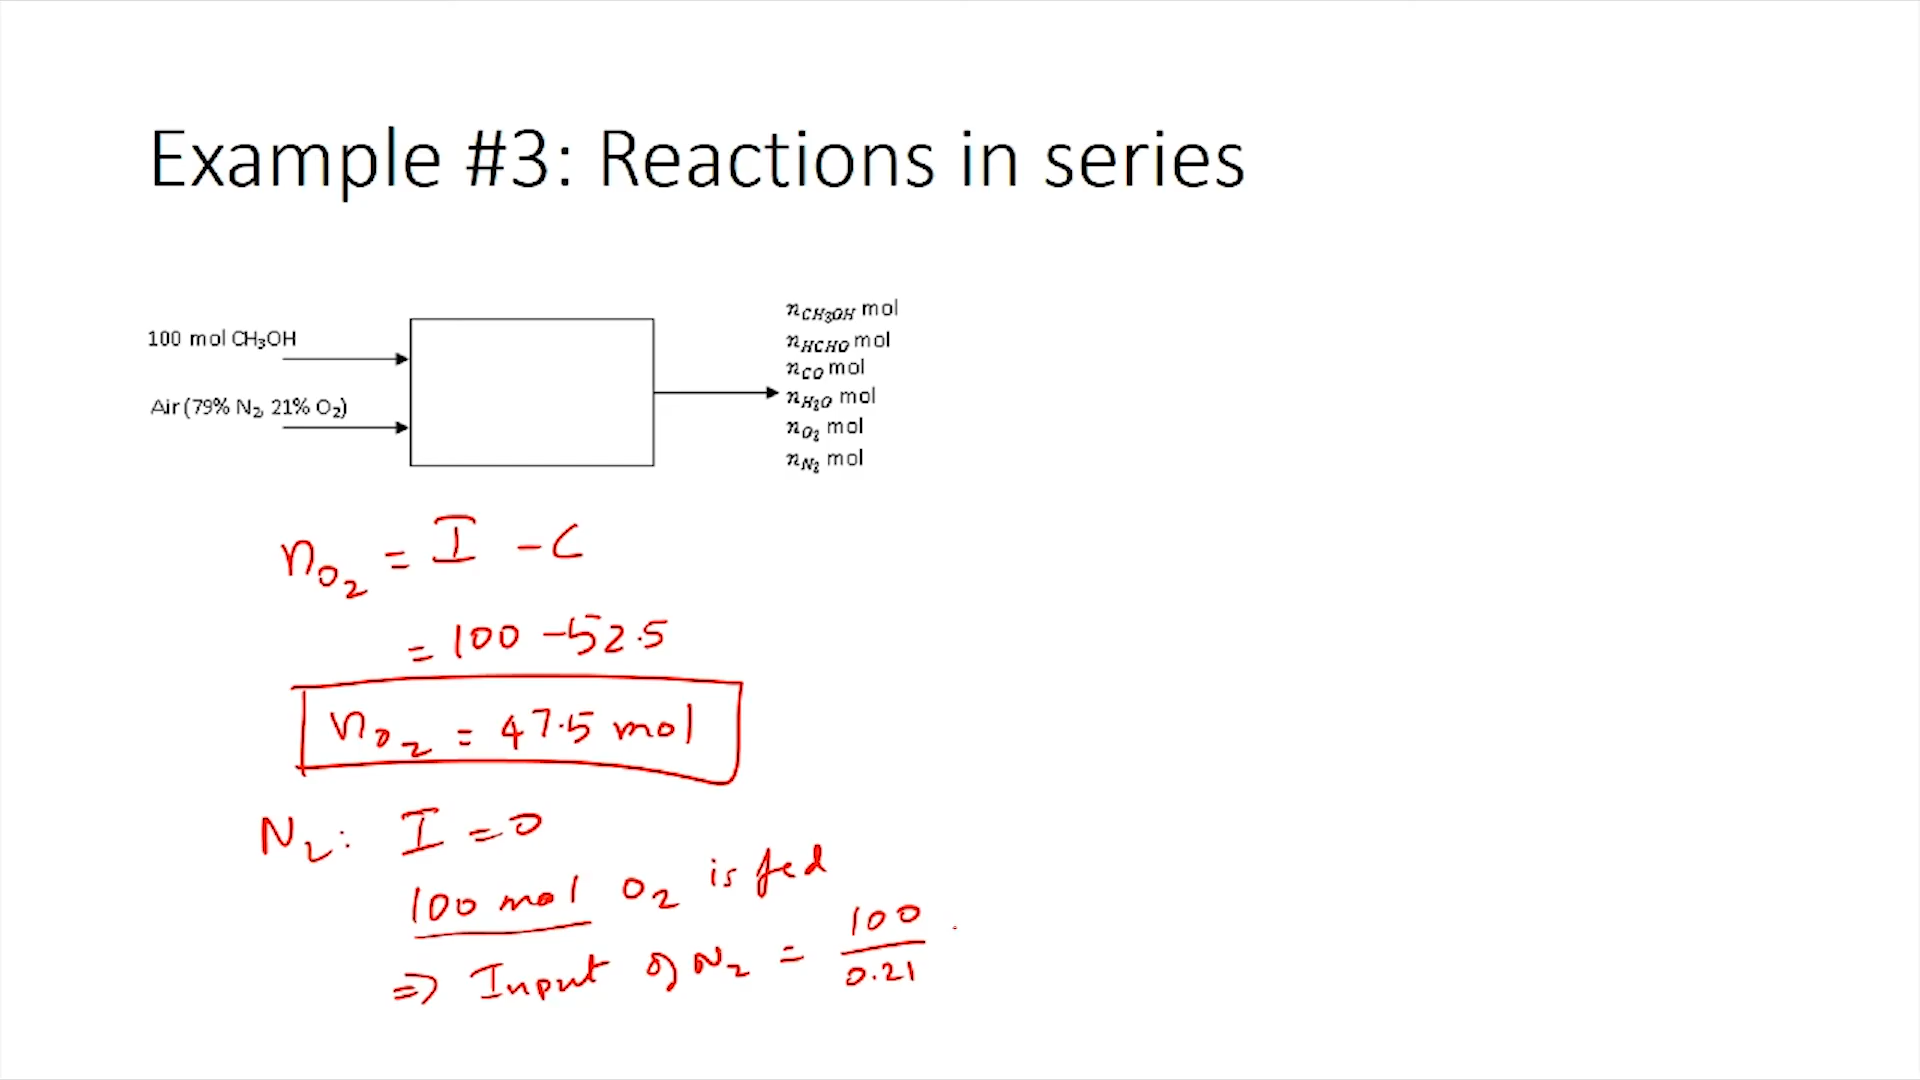 Example #3: Reactions in series
100 mol CH₃OH
Air (79% N₂, 21% O₂)
n_CH₃OH mol
n_HCHO mol
n_CO mol
n_H₂O mol
n_O₂ mol
n_N₂ mol
n_O₂ = I - C
= 100 - 52.5
n_O₂ = 47.5 mol
N₂: I = 0
100 mol O₂ is fed
⇒ Input of N₂ = 100/0.21 ·